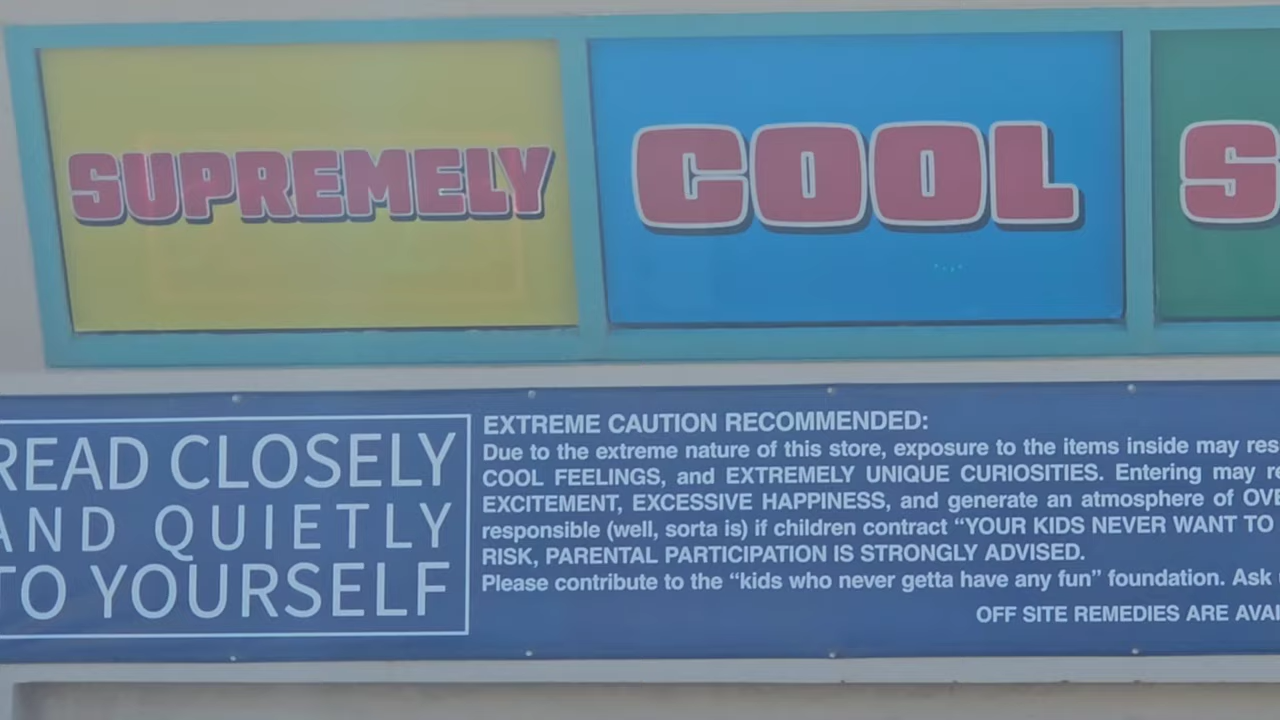 SUPREMELY COOL S
READ CLOSELY
AND QUIETLY
TO YOURSELF
EXTREME CAUTION RECOMMENDED:
Due to the extreme nature of this store, exposure to the items inside may res
COOL FEELINGS, and EXTREMELY UNIQUE CURIOSITIES. Entering may re
EXCITEMENT, EXCESSIVE HAPPINESS, and generate an atmosphere of OVE
responsible (well, sorta is) if children contract “YOUR KIDS NEVER WANT TO
RISK, PARENTAL PARTICIPATION IS STRONGLY ADVISED.
Please contribute to the “kids who never getta have any fun” foundation. Ask
OFF SITE REMEDIES ARE AVAI